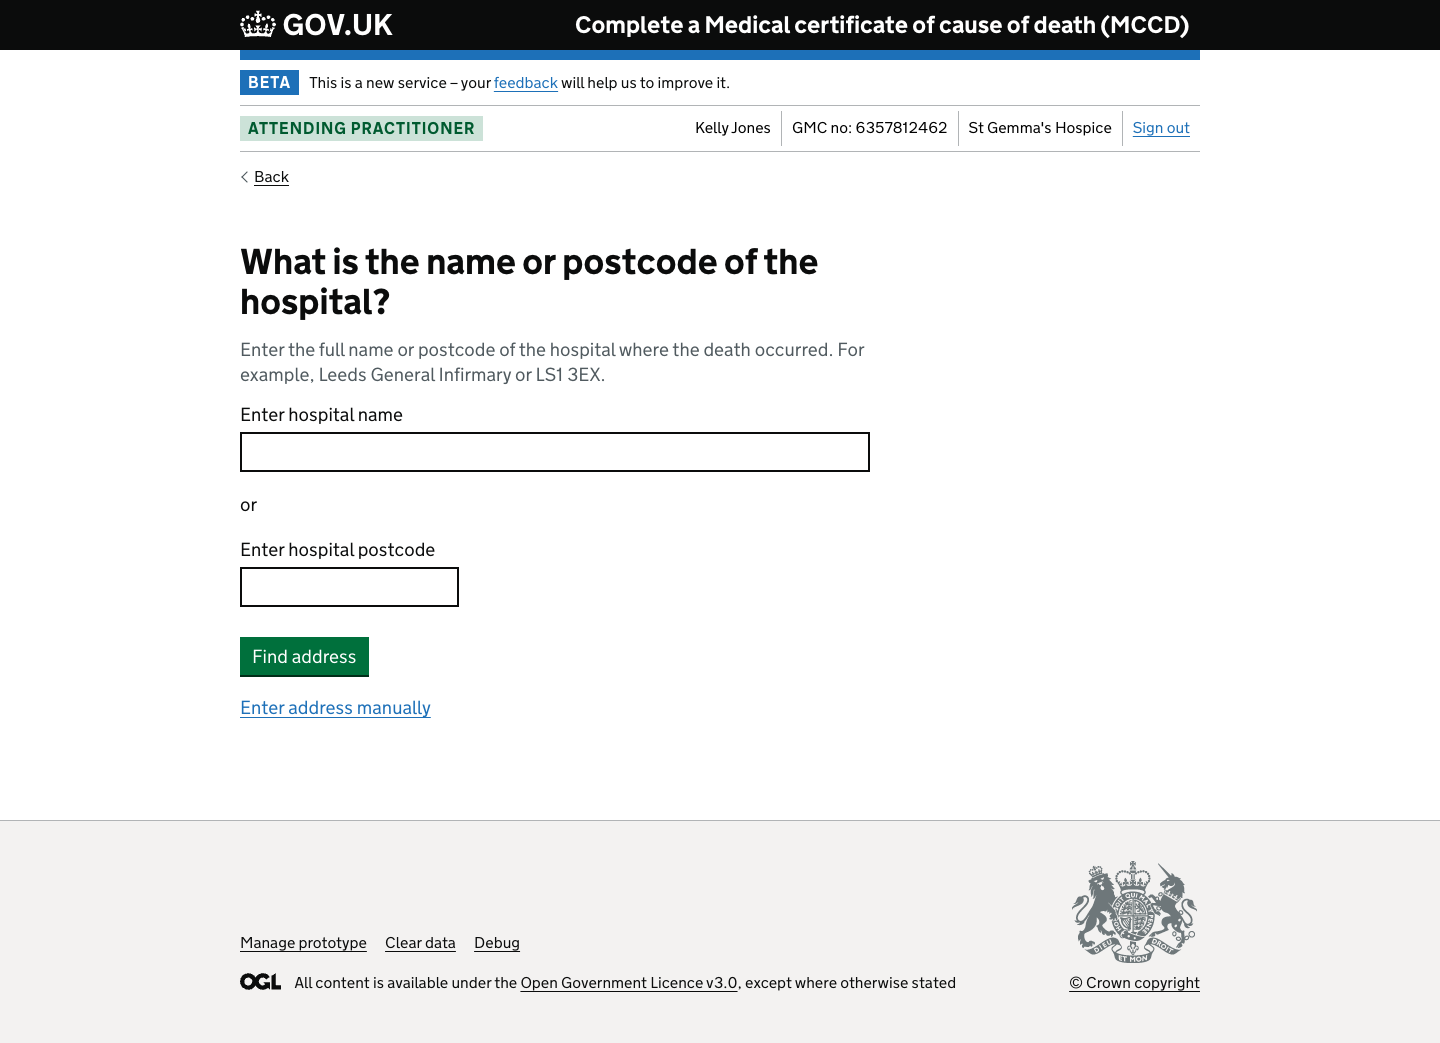 GOV.UK
Complete a Medical certificate of cause of death (MCCD)
BETA This is a new service – your feedback will help us to improve it.
ATTENDING PRACTITIONER
Kelly Jones
GMC no: 6357812462
St Gemma's Hospice
Sign out
Back
What is the name or postcode of the
hospital?
Enter the full name or postcode of the hospital where the death occurred. For
example, Leeds General Infirmary or LS1 3EX.
Enter hospital name
or
Enter hospital postcode
Find address
Enter address manually
Manage prototype
Clear data
Debug
OGL All content is available under the Open Government Licence v3.0, except where otherwise stated
DIEU ET MON DROIT
© Crown copyright